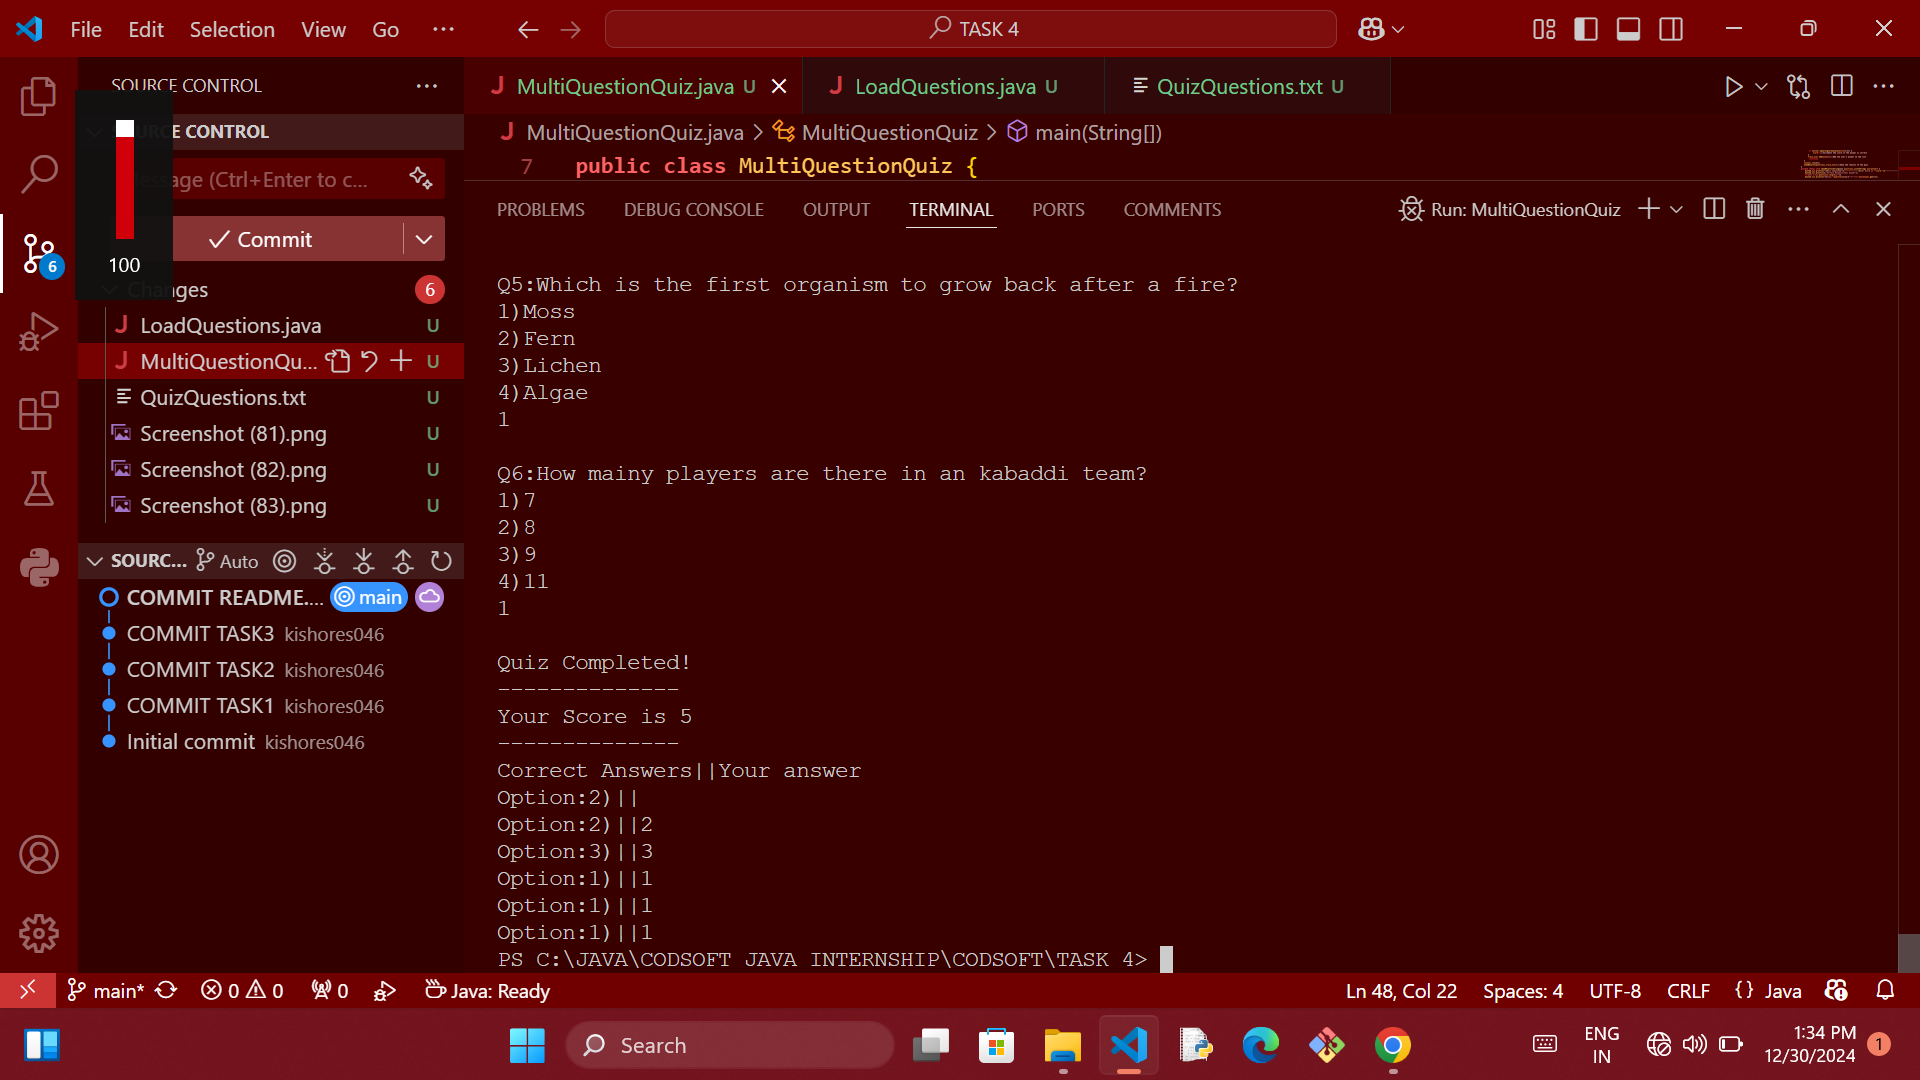 File Edit Selection View Go ··· TASK 4
SOURCE CONTROL ···
URCE CONTROL
essage (Ctrl+Enter to c...
Commit
100
Changes 6
LoadQuestions.java U
MultiQuestionQu... U
QuizQuestions.txt U
Screenshot (81).png U
Screenshot (82).png U
Screenshot (83).png U
6
SOURC... Auto
COMMIT README.... main
COMMIT TASK3 kishores046
COMMIT TASK2 kishores046
COMMIT TASK1 kishores046
Initial commit kishores046
MultiQuestionQuiz.java U LoadQuestions.java U QuizQuestions.txt U
MultiQuestionQuiz.java > MultiQuestionQuiz > main(String[])
7 public class MultiQuestionQuiz {
PROBLEMS DEBUG CONSOLE OUTPUT TERMINAL PORTS COMMENTS Run: MultiQuestionQuiz
Q5:Which is the first organism to grow back after a fire?
1)Moss
2)Fern
3)Lichen
4)Algae
1
Q6:How mainy players are there in an kabaddi team?
1)7
2)8
3)9
4)11
1
Quiz Completed!
--------------
Your Score is 5
--------------
Correct Answers||Your answer
Option:2)||
Option:2)||2
Option:3)||3
Option:1)||1
Option:1)||1
Option:1)||1
PS C:\JAVA\CODSOFT JAVA INTERNSHIP\CODSOFT\TASK 4>
main* 0 0 0 Java: Ready Ln 48, Col 22 Spaces: 4 UTF-8 CRLF {} Java
Search
ENG
IN
1:34 PM
12/30/2024
1